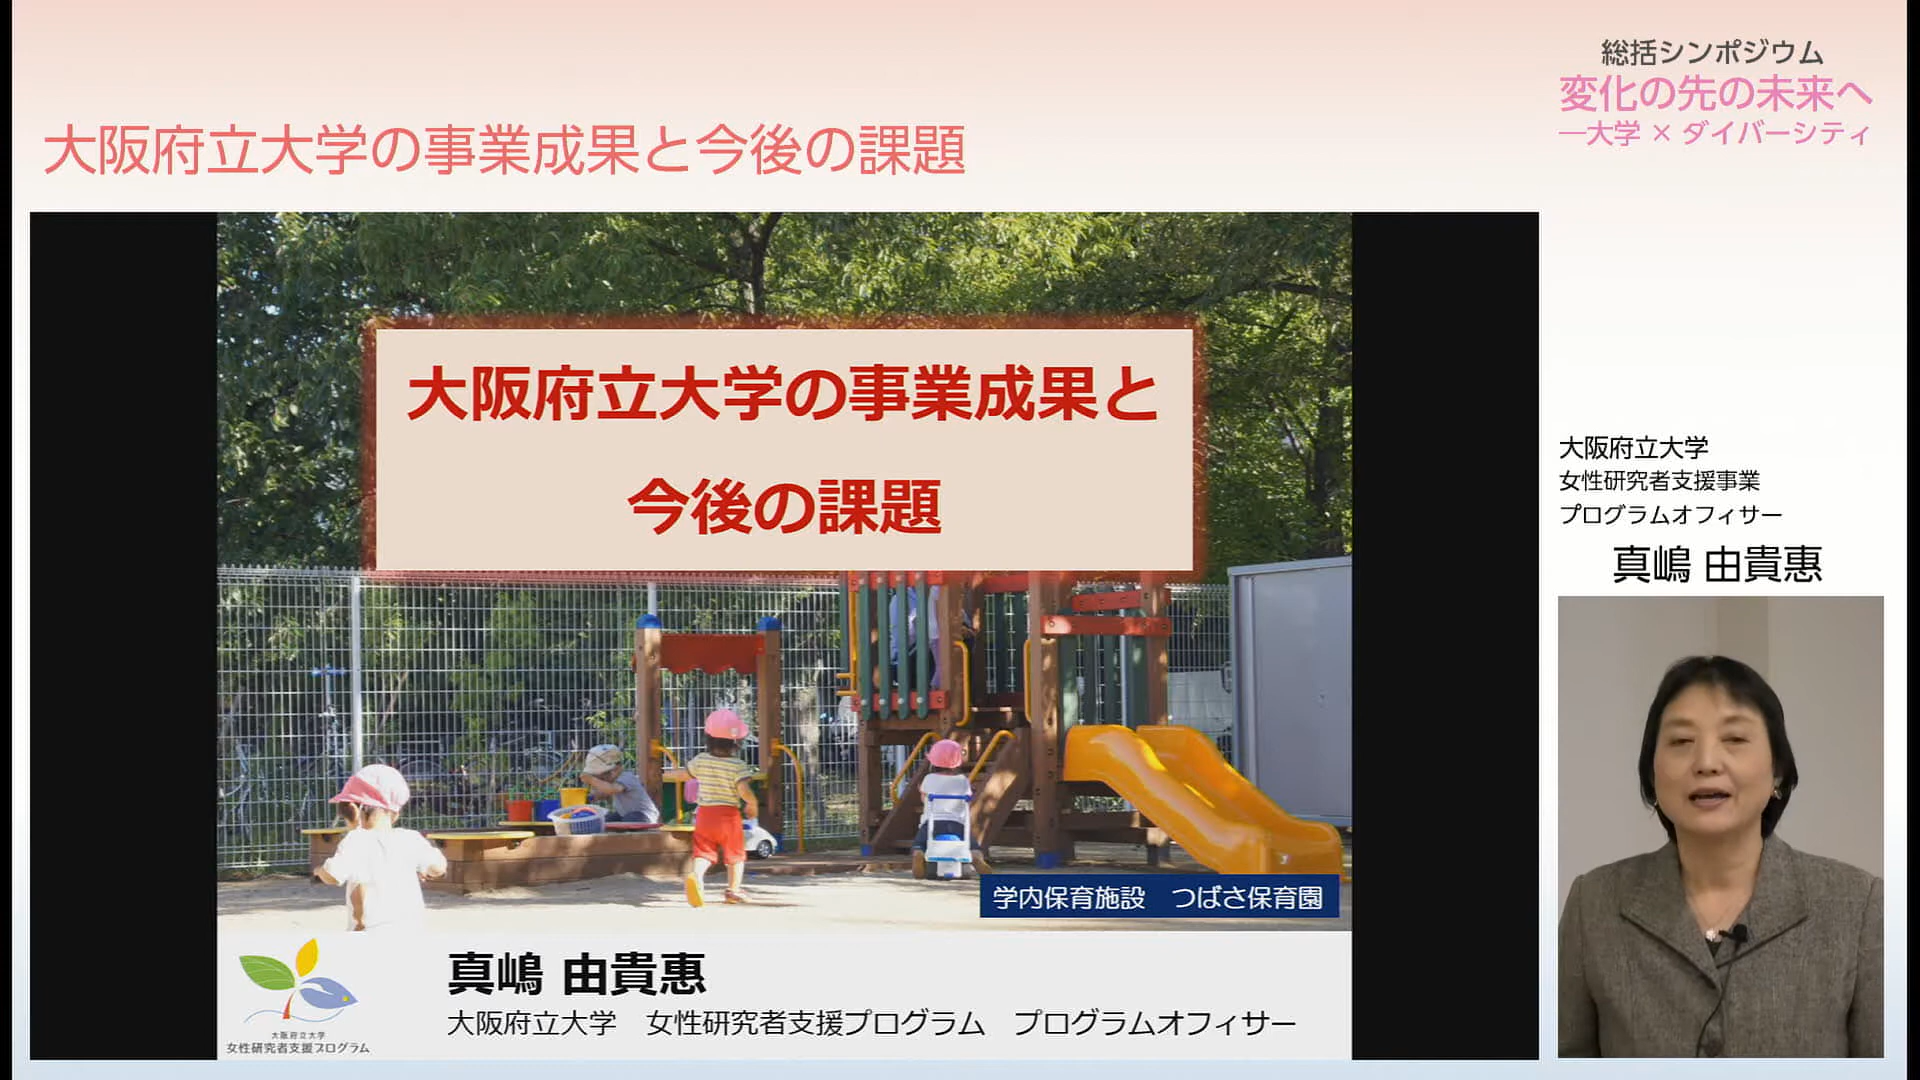 総括シンポジウム
変化の先の未来へ
―大学 × ダイバーシティ
大阪府立大学の事業成果と今後の課題
大阪府立大学の事業成果と
今後の課題
学内保育施設　つばさ保育園
真嶋 由貴惠
大阪府立大学　女性研究者支援プログラム　プログラムオフィサー
大阪府立大学
女性研究者支援プログラム
大阪府立大学
女性研究者支援事業
プログラムオフィサー
真嶋 由貴惠